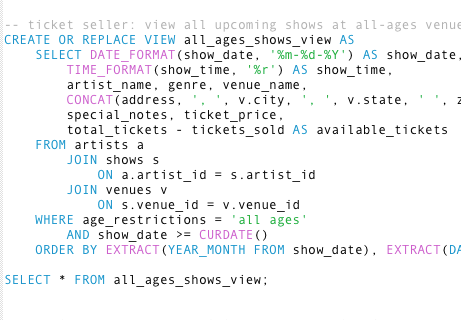 -- ticket seller: view all upcoming shows at all-ages venue
CREATE OR REPLACE VIEW all_ages_shows_view AS
SELECT DATE_FORMAT(show_date, '%m-%d-%Y') AS show_date,
TIME_FORMAT(show_time, '%r') AS show_time,
artist_name, genre, venue_name,
CONCAT(address, ', ', v.city, ', ', v.state, ' ', z
special_notes, ticket_price,
total_tickets - tickets_sold AS available_tickets
FROM artists a
JOIN shows s
ON a.artist_id = s.artist_id
JOIN venues v
ON s.venue_id = v.venue_id
WHERE age_restrictions = 'all ages'
AND show_date >= CURDATE()
ORDER BY EXTRACT(YEAR_MONTH FROM show_date), EXTRACT(DA
SELECT * FROM all_ages_shows_view;